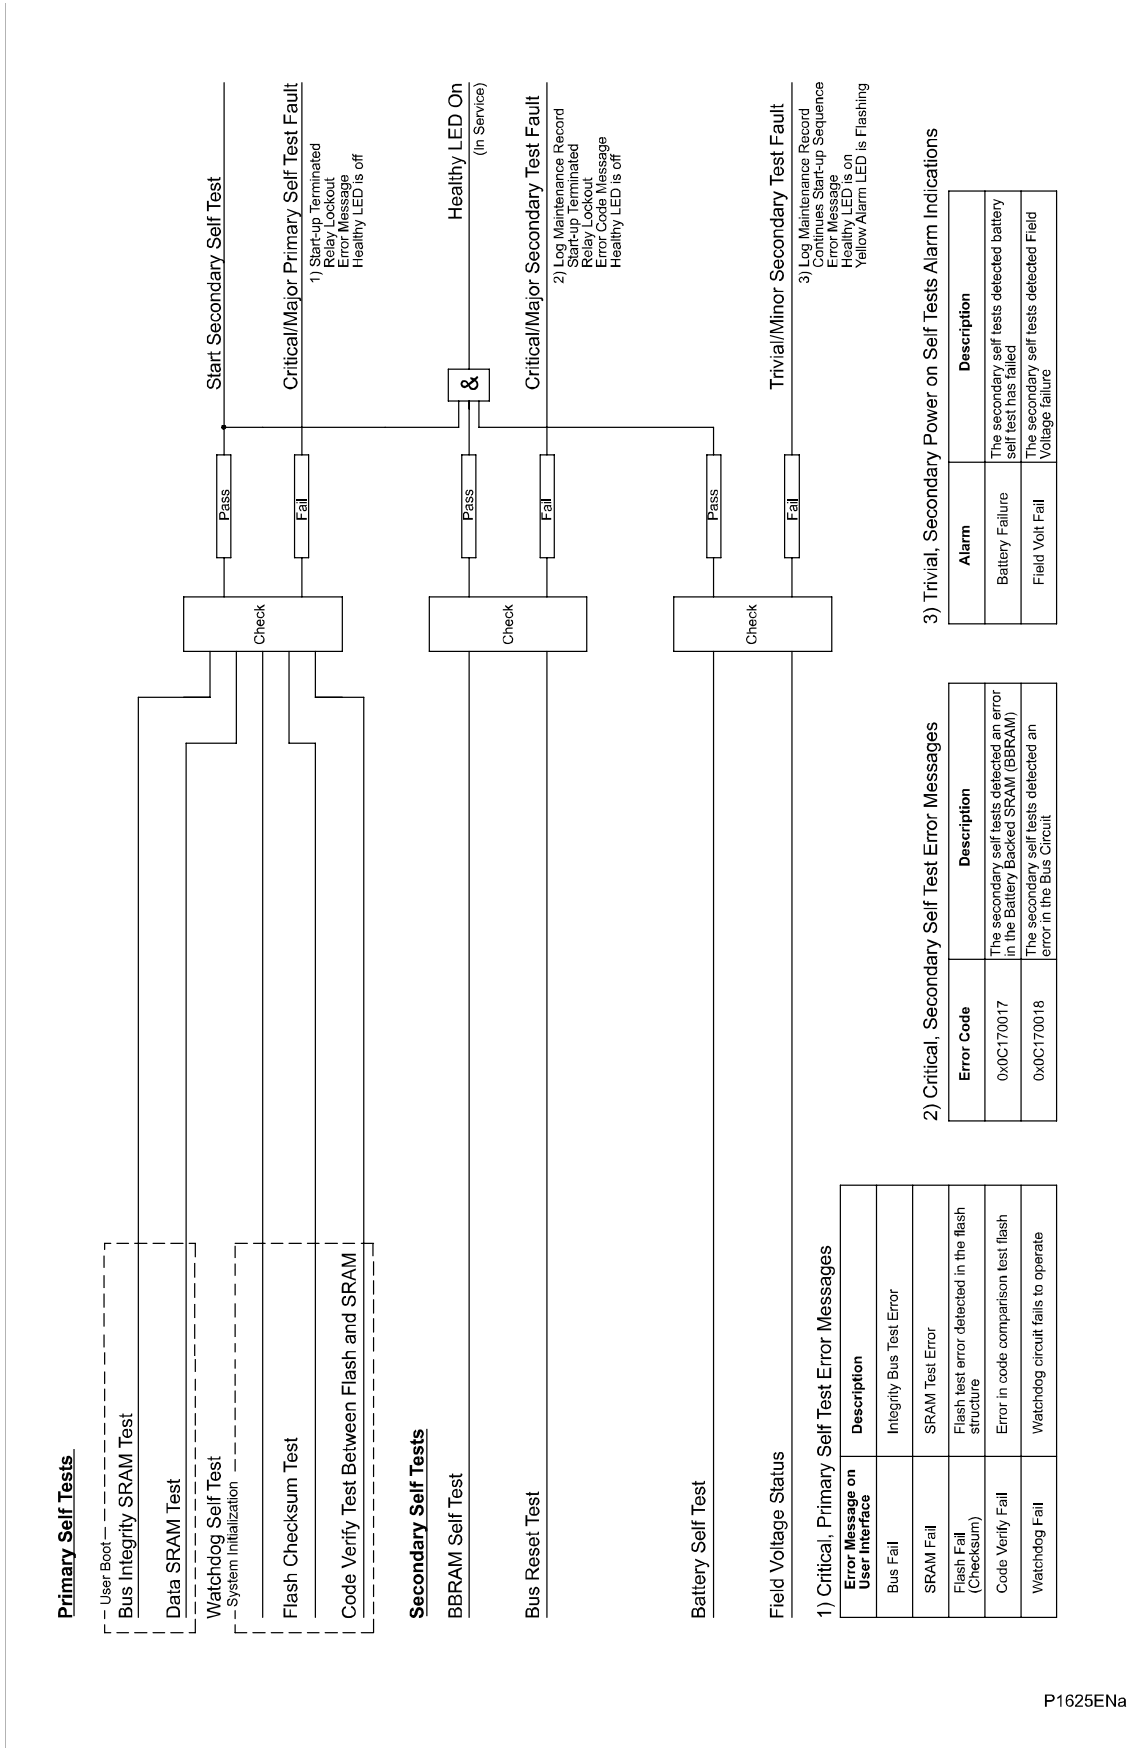 Primary Self Tests
User Boot
Bus Integrity SRAM Test
Data SRAM Test
Watchdog Self Test
System Initialization
Flash Checksum Test
Code Verify Test Between Flash and SRAM
Check
Pass
Fail
Start Secondary Self Test
Critical/Major Primary Self Test Fault
1) Start-up Terminated
Relay Lockout
Error Message
Healthy LED is off
Secondary Self Tests
BBRAM Self Test
Bus Reset Test
Check
Pass
Fail
&
Healthy LED On
(In Service)
Critical/Major Secondary Test Fault
2) Log Maintenance Record
Start-up Terminated
Relay Lockout
Error Code Message
Healthy LED is off
Battery Self Test
Field Voltage Status
Check
Pass
Fail
Trivial/Minor Secondary Test Fault
3) Log Maintenance Record
Continues Start-up Sequence
Error Message
Healthy LED is on
Yellow Alarm LED is Flashing
1) Critical, Primary Self Test Error Messages
Error Message on
User Interface
Description
Bus Fail
Integrity Bus Test Error
SRAM Fail
SRAM Test Error
Flash Fail
(Checksum)
Flash test error detected in the flash
structure
Code Verify Fail
Error in code comparison test flash
Watchdog Fail
Watchdog circuit fails to operate
2) Critical, Secondary Self Test Error Messages
Error Code
Description
0x0C170017
The secondary self tests detected an error
in the Battery Backed SRAM (BBRAM)
0x0C170018
The secondary self tests detected an
error in the Bus Circuit
3) Trivial, Secondary Power on Self Tests Alarm Indications
Alarm
Description
Battery Failure
The secondary self tests detected battery
self test has failed
Field Volt Fail
The secondary self tests detected Field
Voltage failure
P1625ENa